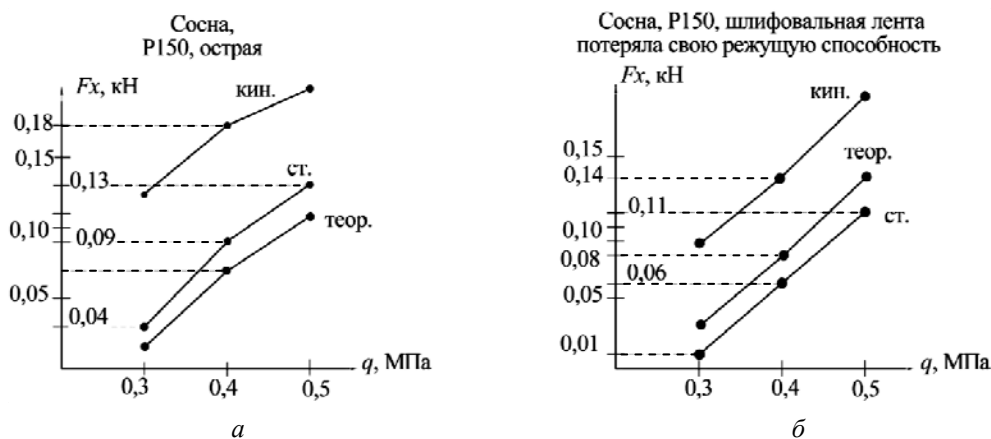 Сосна,
Р150, острая
Fx, кН
кин.
0,18
0,15
0,13
ст.
теор.
0,10
0,09
0,05
0,04
q, МПа
0,3 0,4 0,5
а
Сосна, Р150, шлифовальная лента
потеряла свою режущую способность
Fx, кН
кин.
теор.
0,15
0,14
0,11
ст.
0,10
0,08
0,06
0,05
0,01
q, МПа
0,3 0,4 0,5
б